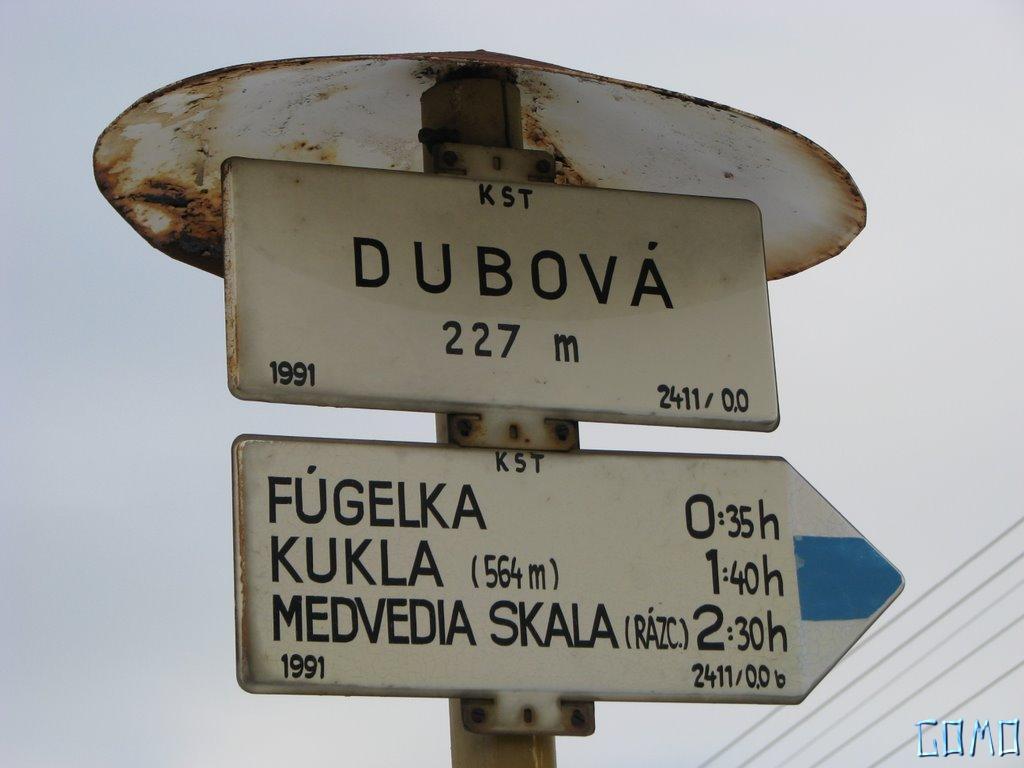 KST
DUBOVÁ
227 m
1991 2411/0.0
KST
FÚGELKA 0:35h
KUKLA (564m) 1:40h
MEDVEDIA SKALA (RÁZC.) 2:30h
1991 2411/0.0 b
GOMO